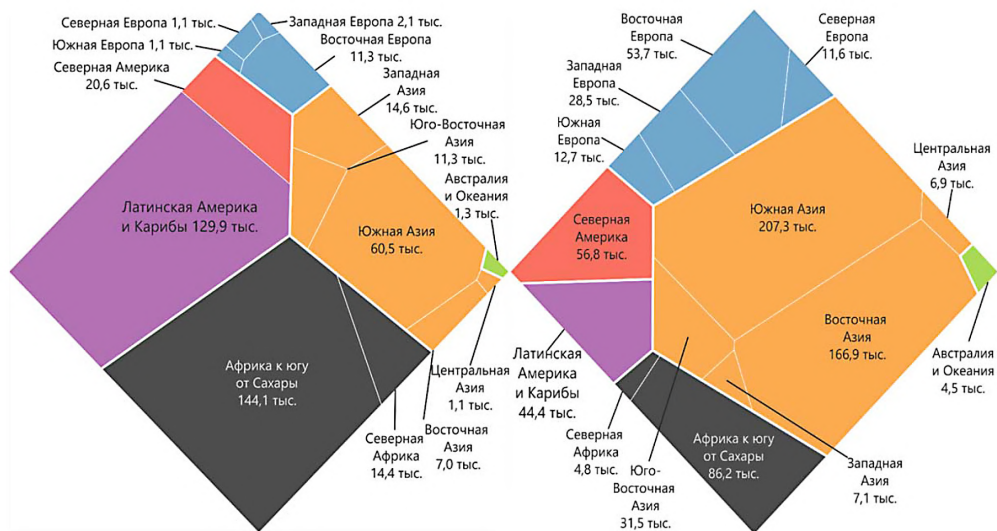 Северная Европа 1,1 тыс.
Западная Европа 2,1 тыс.
Южная Европа 1,1 тыс.
Восточная Европа
11,3 тыс.
Северная Америка
20,6 тыс.
Западная
Азия
14,6 тыс.
Юго-Восточная
Азия
11,3 тыс.
Австралия
и Океания
1,3 тыс.
Латинская Америка
и Карибы 129,9 тыс.
Южная Азия
60,5 тыс.
Африка к югу
от Сахары
144,1 тыс.
Северная
Африка
14,4 тыс.
Восточная
Азия
7,0 тыс.
Центральная
Азия
1,1 тыс.
Восточная
Европа
53,7 тыс.
Северная
Европа
11,6 тыс.
Западная
Европа
28,5 тыс.
Южная
Европа
12,7 тыс.
Центральная
Азия
6,9 тыс.
Южная Азия
207,3 тыс.
Северная
Америка
56,8 тыс.
Восточная
Азия
166,9 тыс.
Латинская
Америка
и Карибы
44,4 тыс.
Австралия
и Океания
4,5 тыс.
Северная
Африка
4,8 тыс.
Юго-
Восточная
Азия
31,5 тыс.
Африка к югу
от Сахары
86,2 тыс.
Западная
Азия
7,1 тыс.